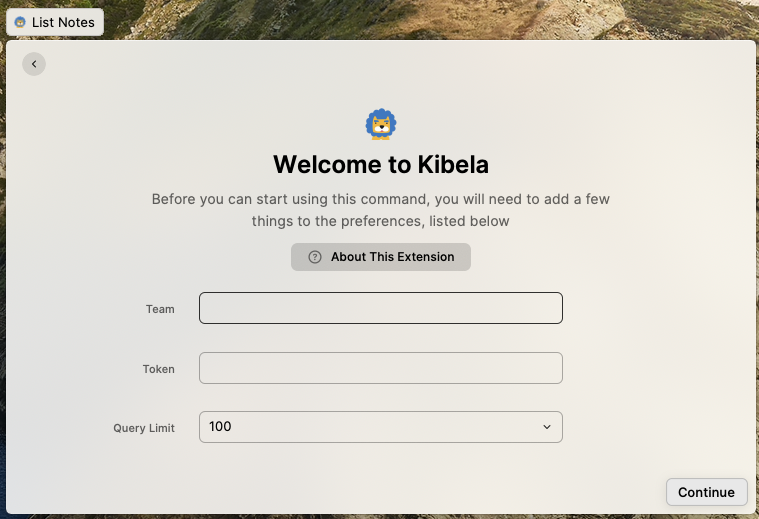 List Notes
Welcome to Kibela
Before you can start using this command, you will need to add a few
things to the preferences, listed below
About This Extension
Team
Token
Query Limit
100
Continue